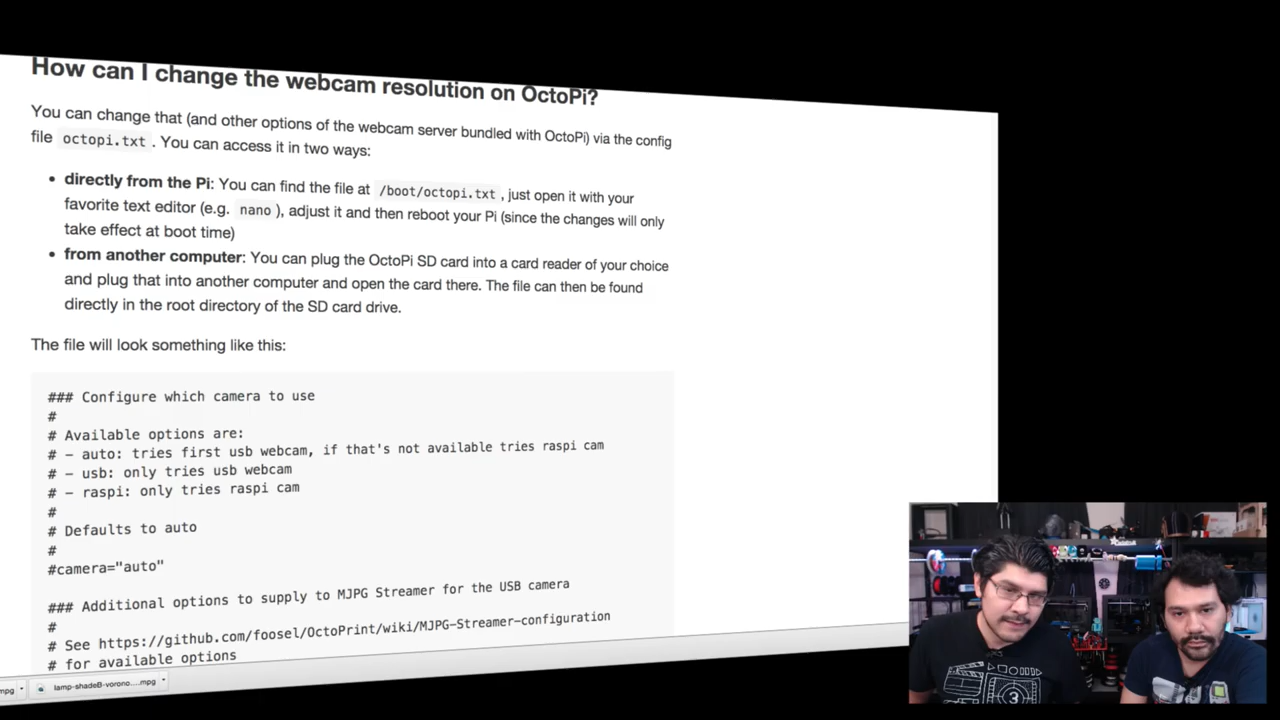 How can I change the webcam resolution on OctoPi?
You can change that (and other options of the webcam server bundled with OctoPi) via the config
file octopi.txt . You can access it in two ways:
• directly from the Pi: You can find the file at /boot/octopi.txt , just open it with your
favorite text editor (e.g. nano ), adjust it and then reboot your Pi (since the changes will only
take effect at boot time)
• from another computer: You can plug the OctoPi SD card into a card reader of your choice
and plug that into another computer and open the card there. The file can then be found
directly in the root directory of the SD card drive.
The file will look something like this:
### Configure which camera to use
#
# Available options are:
# - auto: tries first usb webcam, if that's not available tries raspi cam
# - usb: only tries usb webcam
# - raspi: only tries raspi cam
#
# Defaults to auto
#
#camera="auto"
### Additional options to supply to MJPG Streamer for the USB camera
#
# See https://github.com/foosel/OctoPrint/wiki/MJPG-Streamer-configuration
# for available options
mpg
lamp-shadeB-vorono....mpg
3